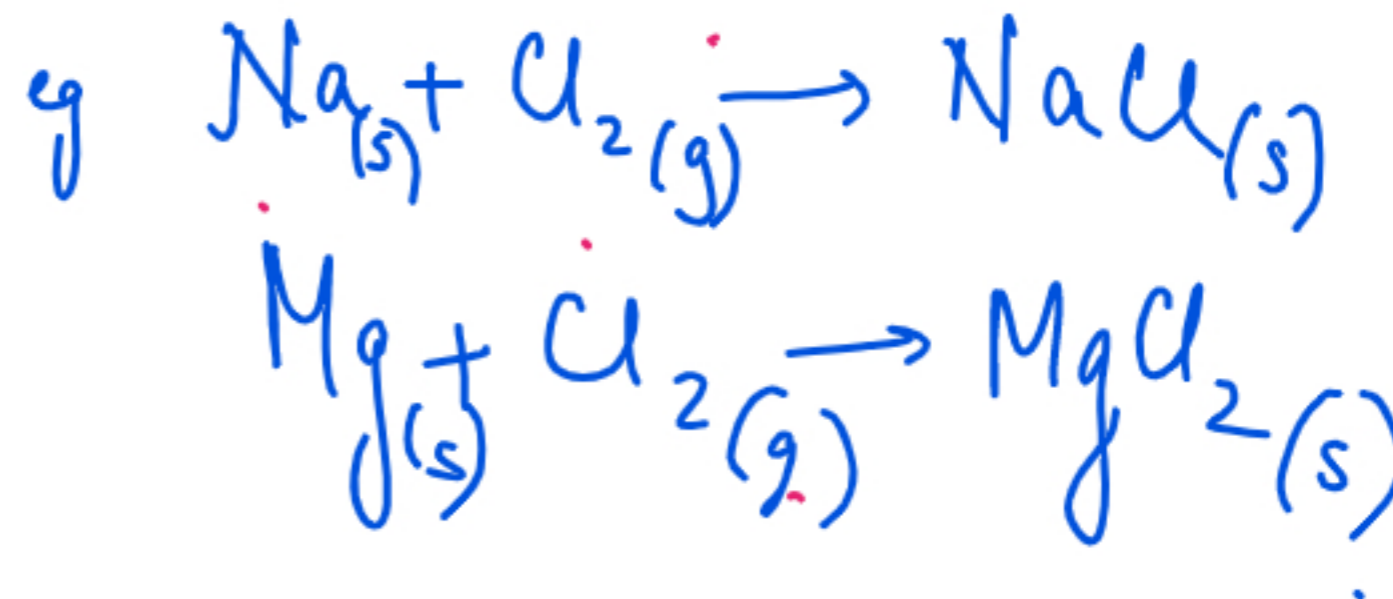 eg Na(s) + Cl₂(g) → NaCl(s)
Mg(s) + Cl₂(g) → MgCl₂(s)